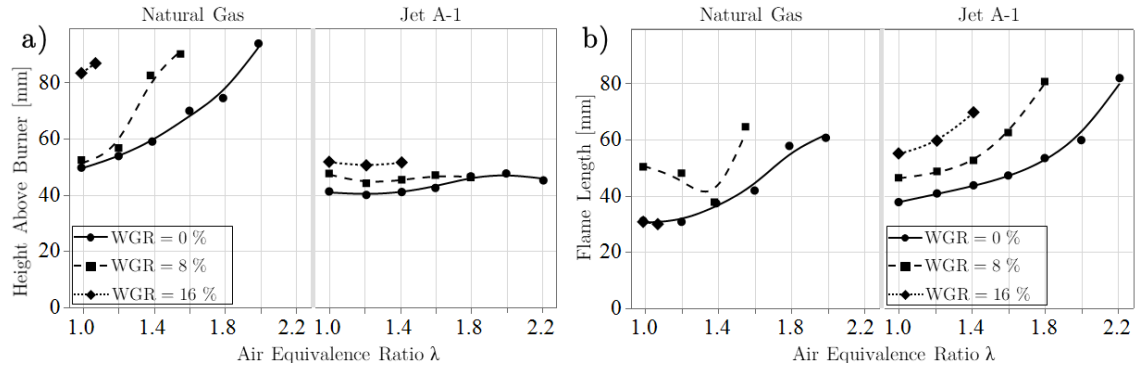 Natural Gas
Jet A-1
a)
Height Above Burner [mm]
80
60
40
20
0
WGR = 0 %
WGR = 8 %
WGR = 16 %
1.0
1.4
1.8
2.2
1.0
1.4
1.8
2.2
Air Equivalence Ratio λ
Natural Gas
Jet A-1
b)
Flame Length [mm]
80
60
40
20
0
WGR = 0 %
WGR = 8 %
WGR = 16 %
1.0
1.4
1.8
2.2
1.0
1.4
1.8
2.2
Air Equivalence Ratio λ